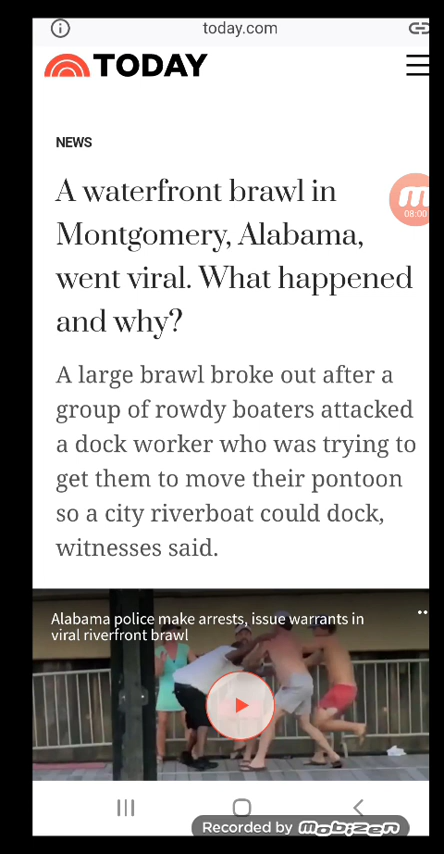 today.com
TODAY
NEWS
A waterfront brawl in
Montgomery, Alabama,
went viral. What happened
and why?
08:00
A large brawl broke out after a
group of rowdy boaters attacked
a dock worker who was trying to
get them to move their pontoon
so a city riverboat could dock,
witnesses said.
Alabama police make arrests, issue warrants in
viral riverfront brawl
Recorded by mobizen